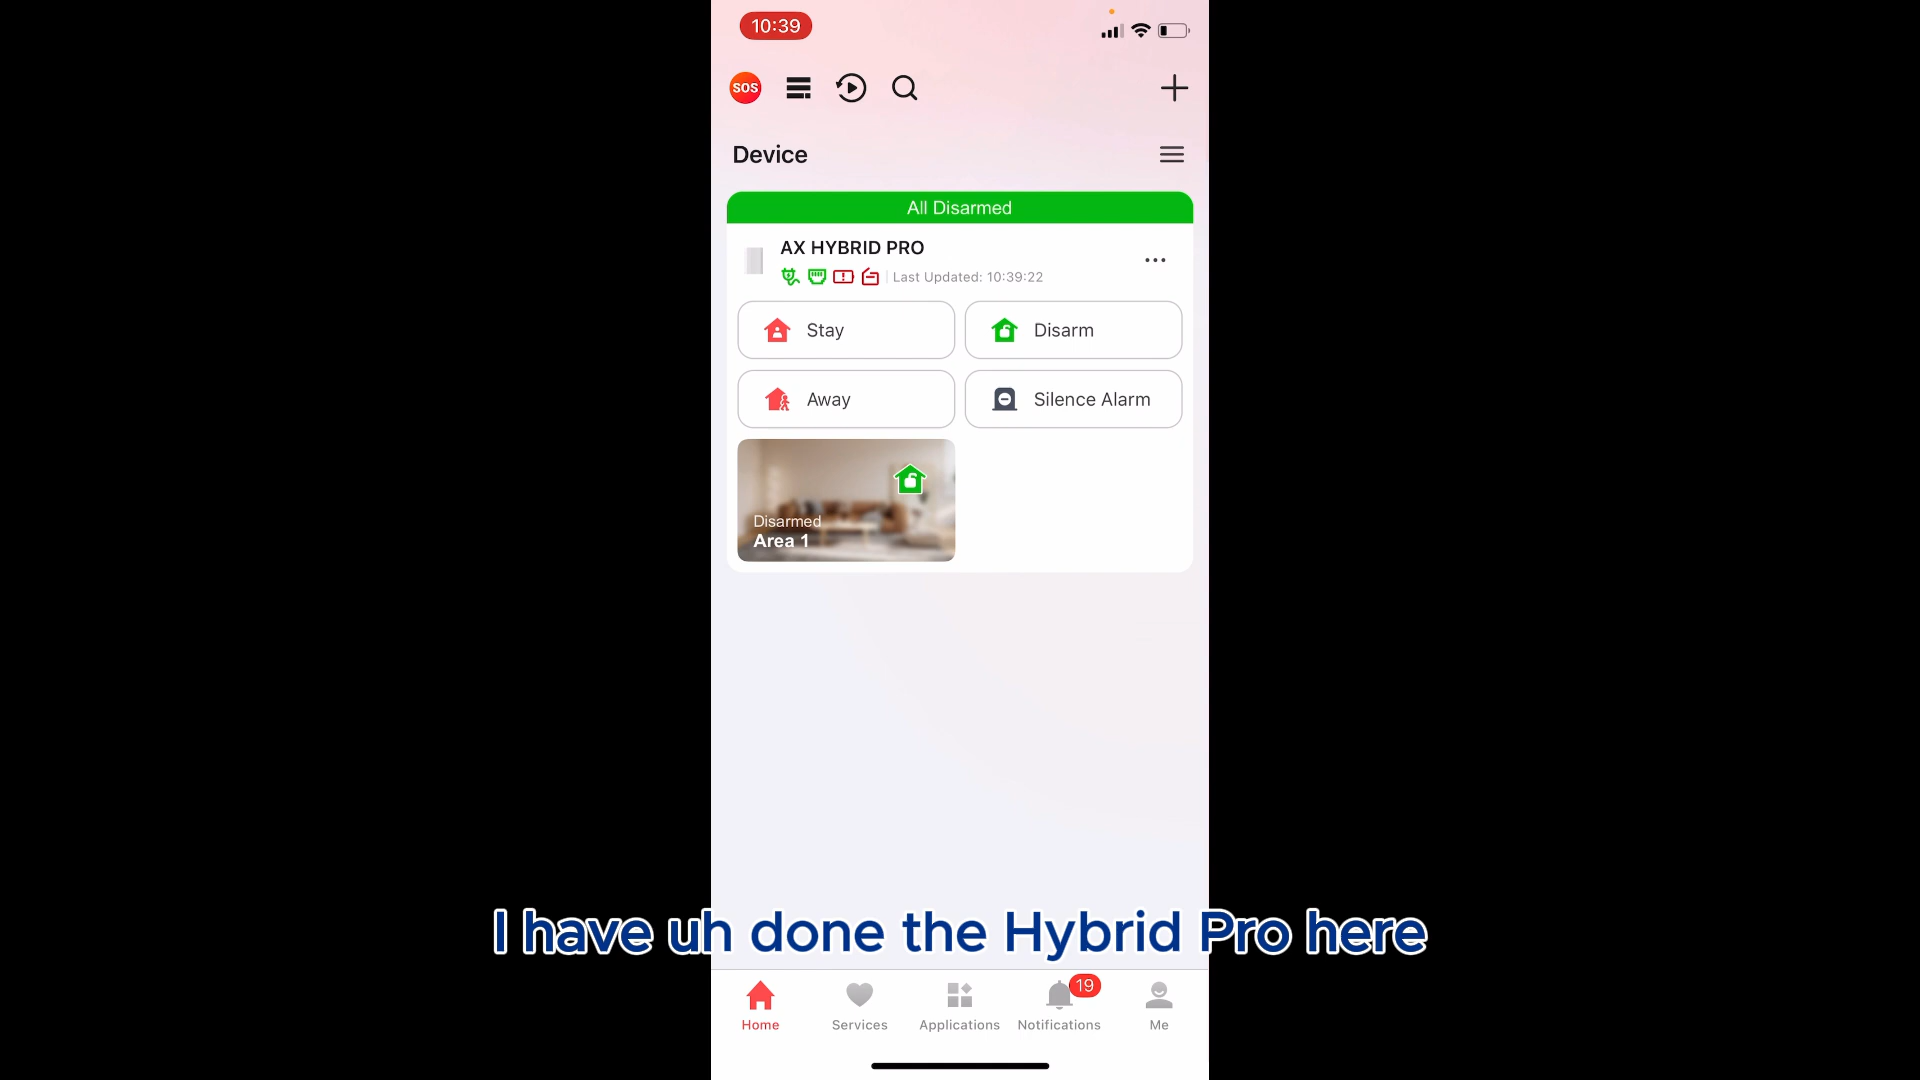 10:39
SOS
Device
All Disarmed
AX HYBRID PRO
Last Updated: 10:39:22
Stay
Disarm
Away
Silence Alarm
Disarmed
Area 1
I have uh done the Hybrid Pro here
19
Home
Services
Applications
Notifications
Me